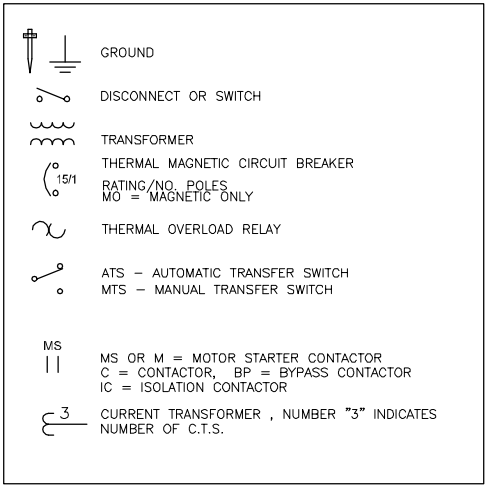 GROUND
DISCONNECT OR SWITCH
TRANSFORMER
THERMAL MAGNETIC CIRCUIT BREAKER
15/1
RATING/NO. POLES
MO = MAGNETIC ONLY
THERMAL OVERLOAD RELAY
ATS – AUTOMATIC TRANSFER SWITCH
MTS – MANUAL TRANSFER SWITCH
MS
MS OR M = MOTOR STARTER CONTACTOR
C = CONTACTOR, BP = BYPASS CONTACTOR
IC = ISOLATION CONTACTOR
3 CURRENT TRANSFORMER , NUMBER "3" INDICATES
NUMBER OF C.T.S.